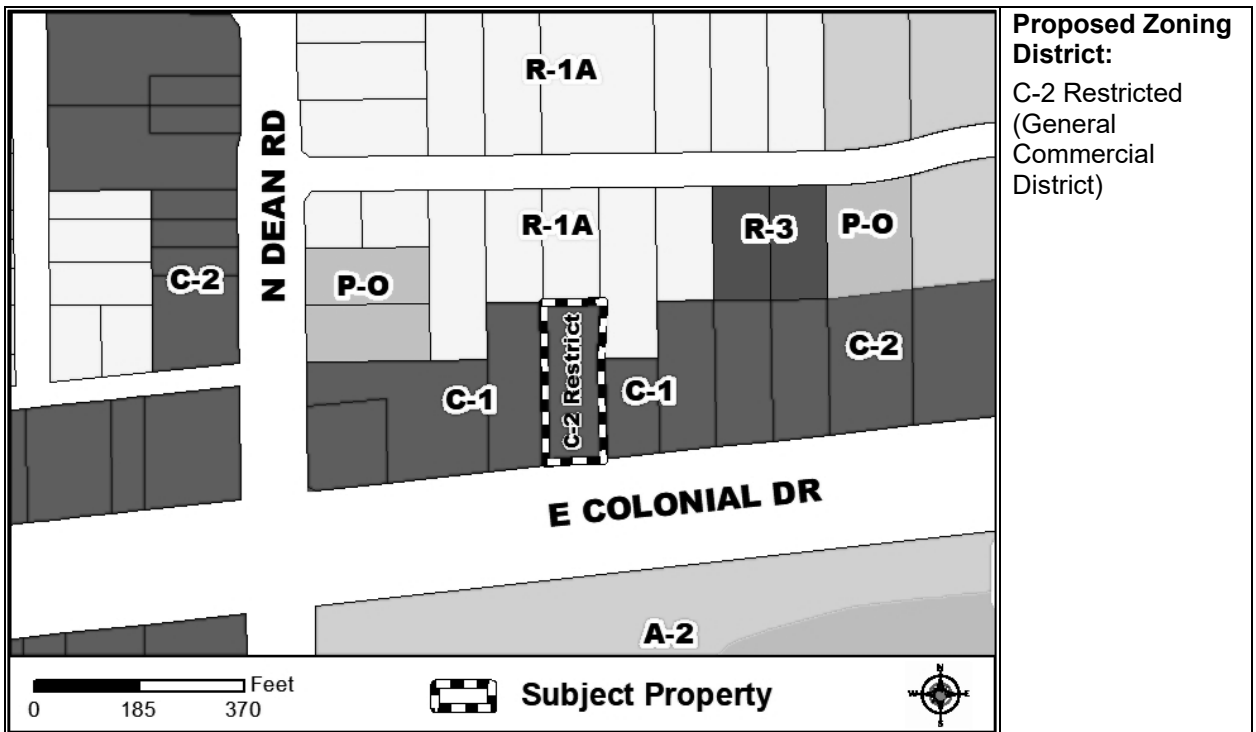 R-1A
N DEAN RD
R-1A
R-3
P-O
C-2
P-O
C-2 Restrict
C-2
C-1
C-1
E COLONIAL DR
A-2
Feet
0 185 370
Subject Property
N
W E
S
Proposed Zoning
District:
C-2 Restricted
(General
Commercial
District)